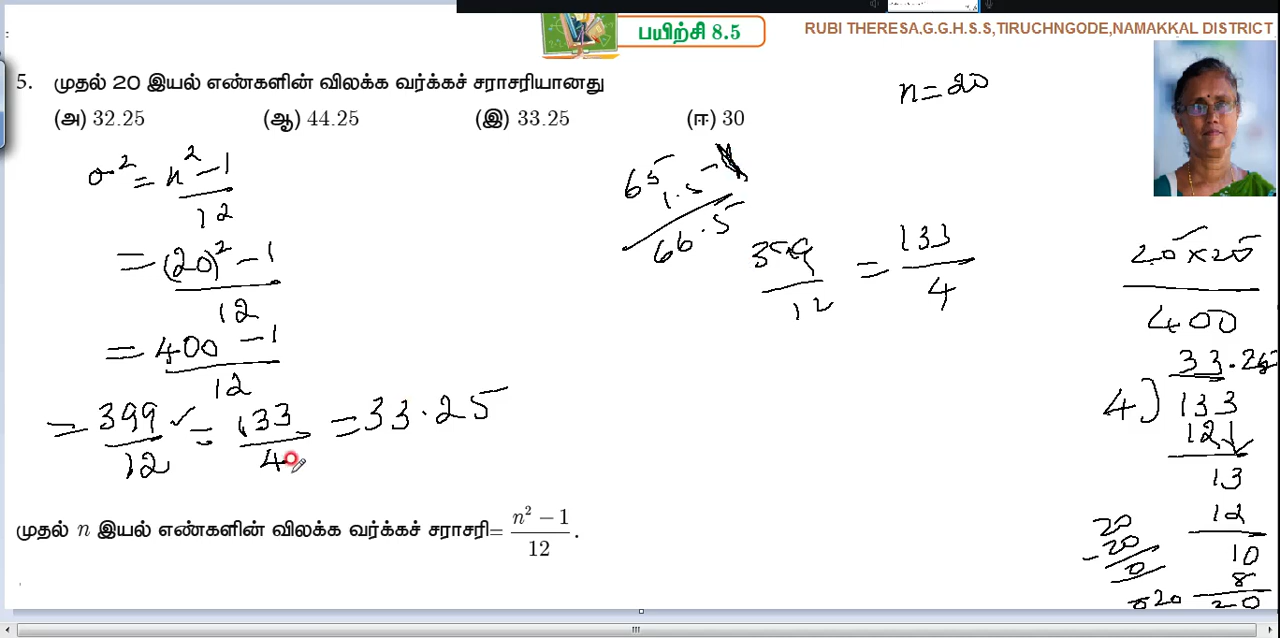 பயிற்சி 8.5
RUBI THERESA,G.G.H.S.S,TIRUCHNGODE,NAMAKKAL DISTRICT
5. முதல் 20 இயல் எண்களின் விலக்க வர்க்கச் சராசரியானது
n = 20
(அ) 32.25 (ஆ) 44.25 (இ) 33.25 (ஈ) 30
σ² = n² - 1 / 12
= (20)² - 1 / 12
= 400 - 1 / 12
= 399 / 12 = 133 / 4 = 33.25
65
1.5
66.5
399 / 12 = 133 / 4
20 × 20
400
33.25
4) 133
12
13
12
10
8
20
20
- 20
0
20
முதல் n இயல் எண்களின் விலக்க வர்க்கச் சராசரி= n² − 1 / 12 .